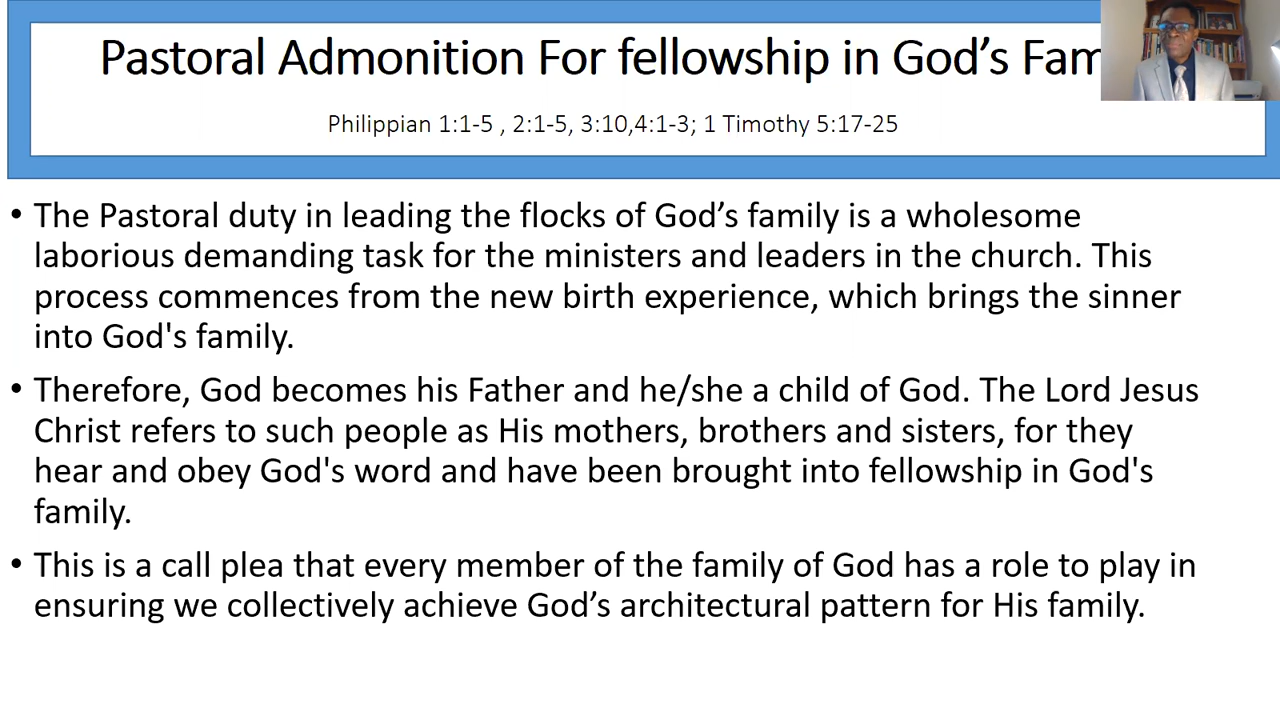 Pastoral Admonition For fellowship in God’s Fam
Philippian 1:1-5 , 2:1-5, 3:10,4:1-3; 1 Timothy 5:17-25
• The Pastoral duty in leading the flocks of God’s family is a wholesome
laborious demanding task for the ministers and leaders in the church. This
process commences from the new birth experience, which brings the sinner
into God's family.
• Therefore, God becomes his Father and he/she a child of God. The Lord Jesus
Christ refers to such people as His mothers, brothers and sisters, for they
hear and obey God's word and have been brought into fellowship in God's
family.
• This is a call plea that every member of the family of God has a role to play in
ensuring we collectively achieve God’s architectural pattern for His family.